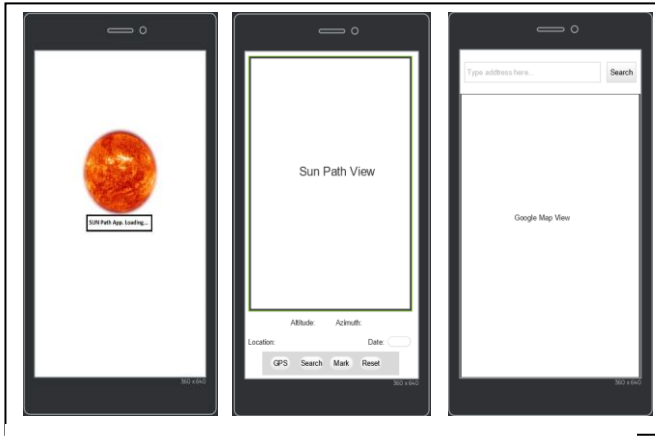 SUN Path App. Loading...
360 x 640
Sun Path View
Altitude: Azimuth:
Location: Date:
GPS Search Mark Reset
360 x 640
Type address here... Search
Google Map View
360 x 640